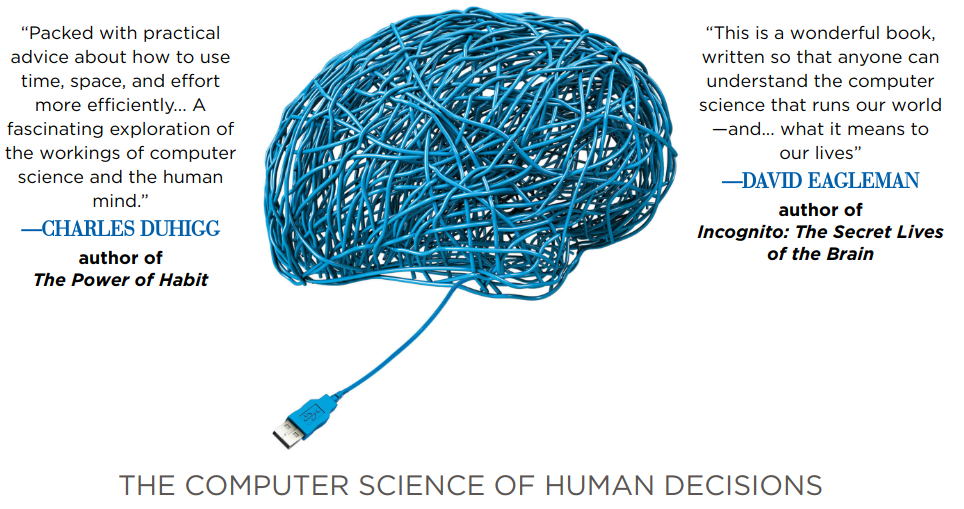 “Packed with practical
advice about how to use
time, space, and effort
more efficiently... A
fascinating exploration of
the workings of computer
science and the human
mind.”
—CHARLES DUHIGG
author of
The Power of Habit
“This is a wonderful book,
written so that anyone can
understand the computer
science that runs our world
—and... what it means to
our lives”
—DAVID EAGLEMAN
author of
Incognito: The Secret Lives
of the Brain
THE COMPUTER SCIENCE OF HUMAN DECISIONS